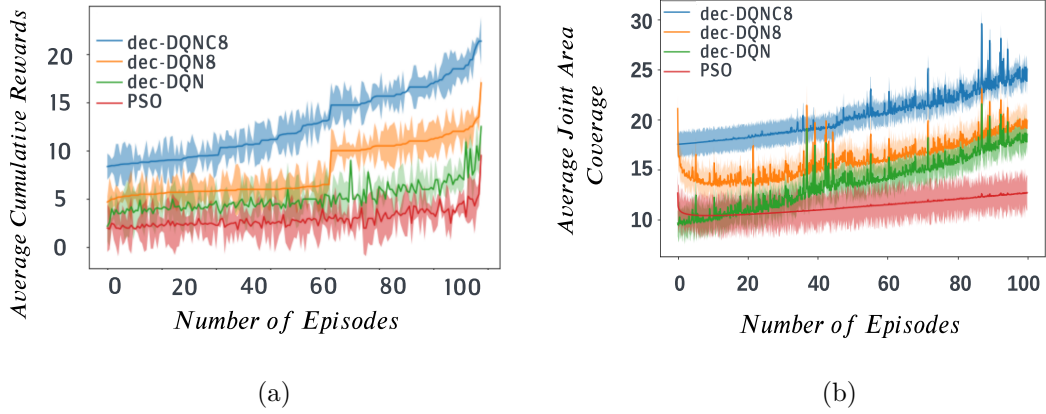 Average Cumulative Rewards
20
15
10
5
0
dec-DQNC8
dec-DQN8
dec-DQN
PSO
0 20 40 60 80 100
Number of Episodes
(a)
Average Joint Area
Coverage
30
25
20
15
10
dec-DQNC8
dec-DQN8
dec-DQN
PSO
0 20 40 60 80 100
Number of Episodes
(b)